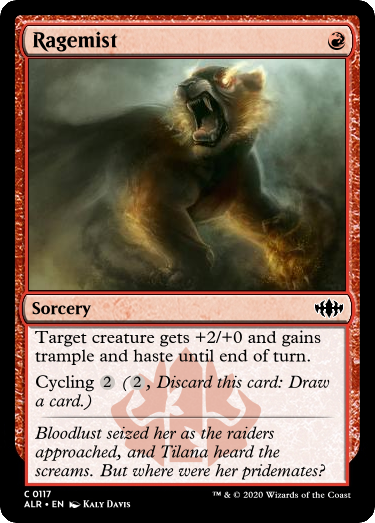 Ragemist
Sorcery
Target creature gets +2/+0 and gains
trample and haste until end of turn.
Cycling 2 (2, Discard this card: Draw
a card.)
Bloodlust seized her as the raiders
approached, and Tilana heard the
screams. But where were her pridemates?
C 0117
ALR • EN KALY DAVIS
™ & © 2020 Wizards of the Coast